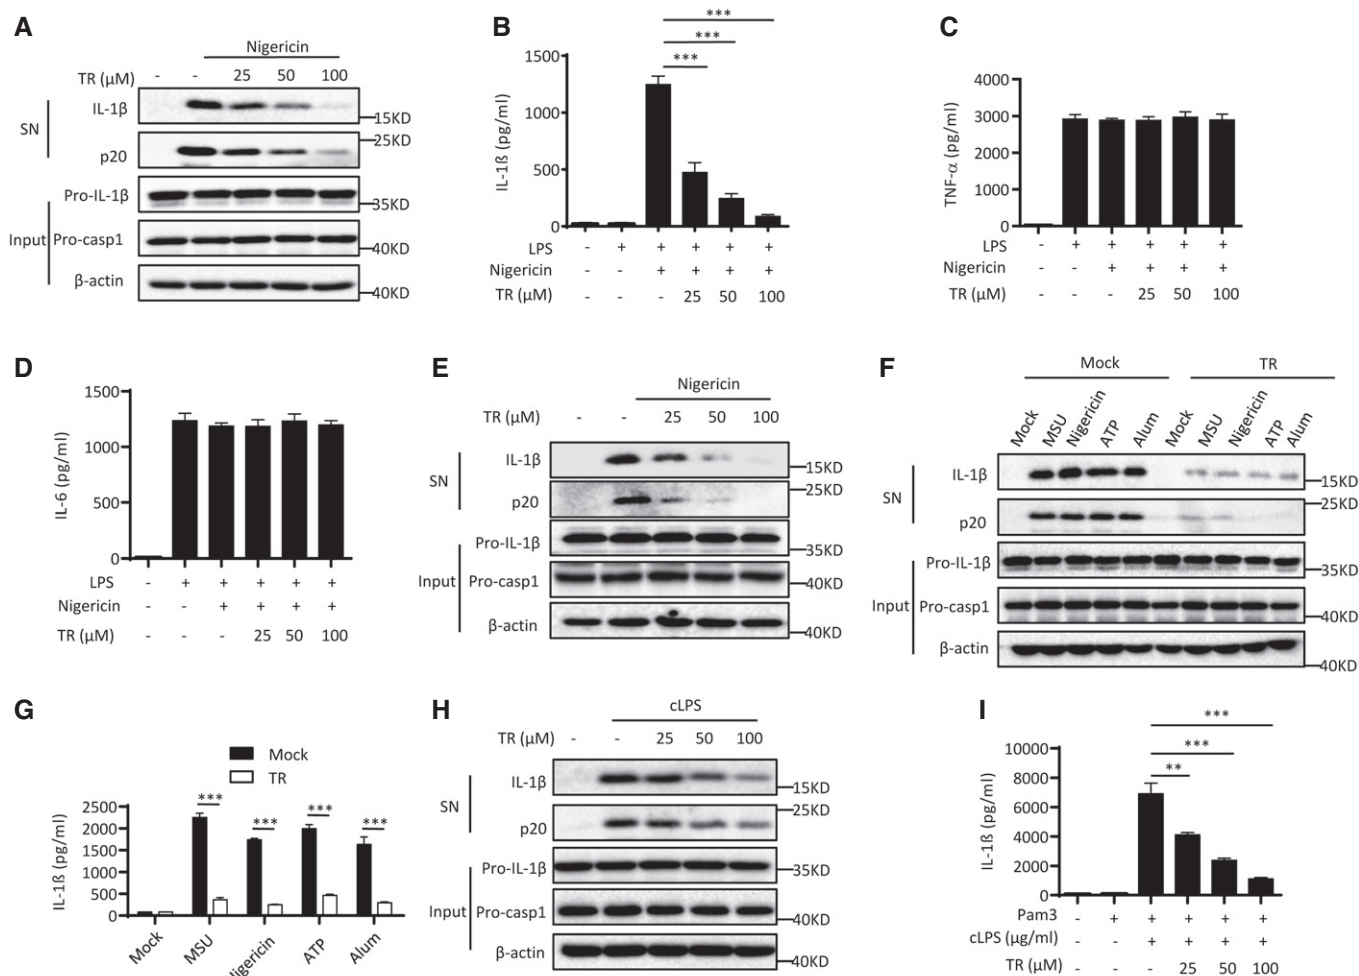 A
Nigericin
TR (µM) - - 25 50 100
SN
IL-1β
15KD
25KD
p20
Pro-IL-1β
35KD
Input
Pro-casp1
40KD
β-actin
40KD
B
***
***
***
IL-1ß (pg/ml)
1500
1000
500
0
LPS - + + + + +
Nigericin - - + + + +
TR (µM) - - - 25 50 100
C
TNF-α (pg/ml)
4000
3000
2000
1000
0
LPS - + + + + +
Nigericin - - + + + +
TR (µM) - - - 25 50 100
D
IL-6 (pg/ml)
1500
1000
500
0
LPS - + + + + +
Nigericin - - + + + +
TR (µM) - - - 25 50 100
E
Nigericin
TR (µM) - - 25 50 100
SN
IL-1β
15KD
25KD
p20
Pro-IL-1β
35KD
Input
Pro-casp1
40KD
β-actin
40KD
F
Mock TR
Mock MSU Nigericin ATP Alum Mock MSU Nigericin ATP Alum
SN
IL-1β
15KD
25KD
p20
Pro-IL-1β
35KD
Input
Pro-casp1
40KD
β-actin
40KD
G
Mock
TR
IL-1ß (pg/ml)
2500
2000
1500
1000
500
0
*** *** *** ***
Mock MSU Nigericin ATP Alum
H
cLPS
TR (µM) - - 25 50 100
SN
IL-1β
15KD
25KD
p20
Pro-IL-1β
35KD
Input
Pro-casp1
40KD
β-actin
40KD
I
***
***
**
IL-1ß (pg/ml)
10000
8000
6000
4000
2000
0
Pam3 - + + + + +
cLPS (µg/ml) - - + + + +
TR (µM) - - - 25 50 100